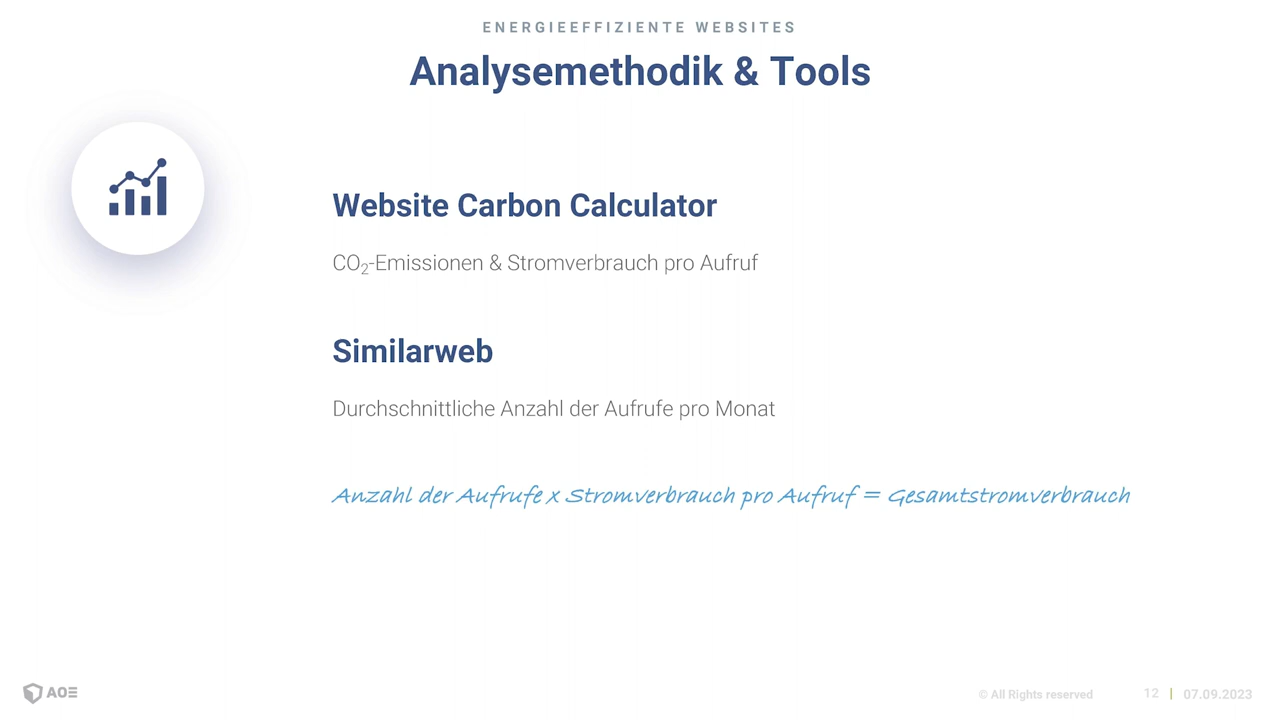 ENERGIEEFFIZIENTE WEBSITES
Analysemethodik & Tools
Website Carbon Calculator
CO₂-Emissionen & Stromverbrauch pro Aufruf
Similarweb
Durchschnittliche Anzahl der Aufrufe pro Monat
Anzahl der Aufrufe x Stromverbrauch pro Aufruf = Gesamtstromverbrauch
AOE
© All Rights reserved 12 | 07.09.2023